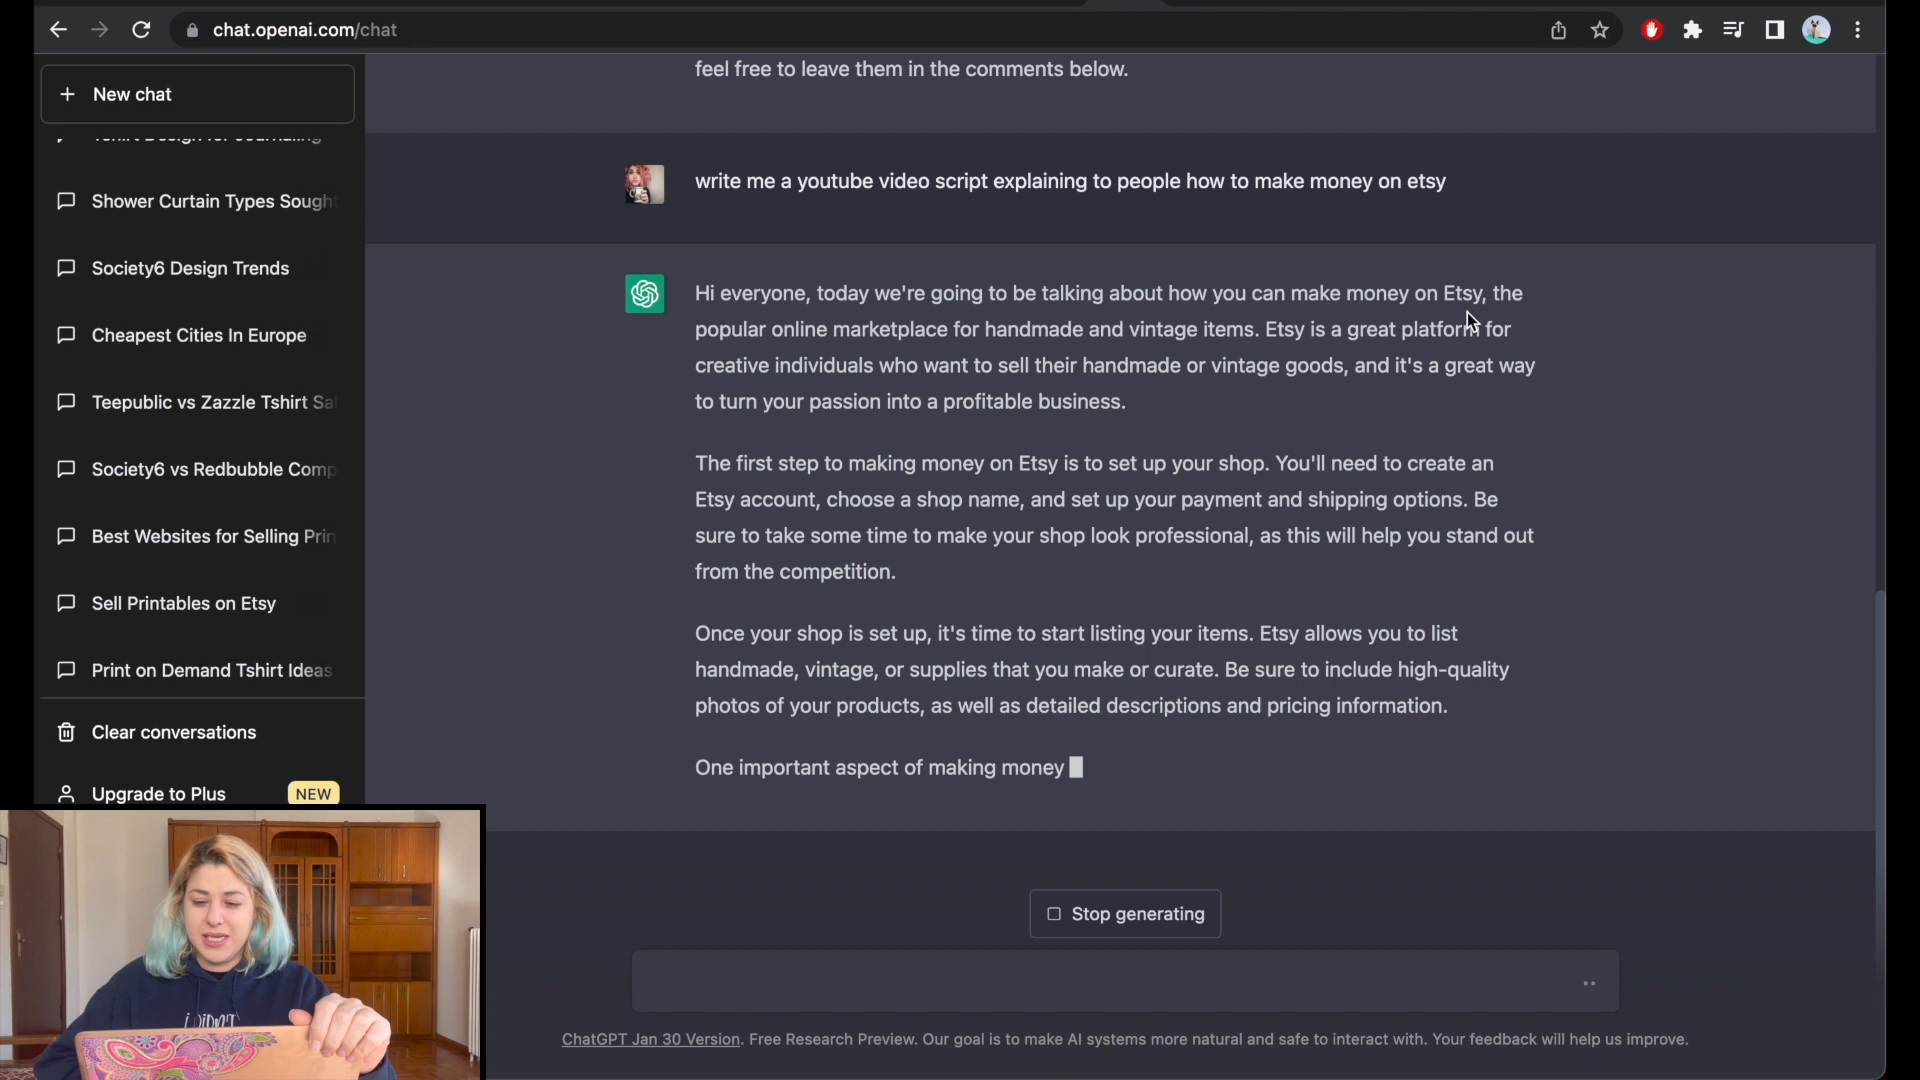 chat.openai.com/chat
New chat
Tshirt Design for Journaling
Shower Curtain Types Sought
Society6 Design Trends
Cheapest Cities In Europe
Teepublic vs Zazzle Tshirt Sal
Society6 vs Redbubble Comp
Best Websites for Selling Prin
Sell Printables on Etsy
Print on Demand Tshirt Ideas
Clear conversations
Upgrade to Plus NEW
feel free to leave them in the comments below.
write me a youtube video script explaining to people how to make money on etsy
Hi everyone, today we're going to be talking about how you can make money on Etsy, the
popular online marketplace for handmade and vintage items. Etsy is a great platform for
creative individuals who want to sell their handmade or vintage goods, and it's a great way
to turn your passion into a profitable business.
The first step to making money on Etsy is to set up your shop. You'll need to create an
Etsy account, choose a shop name, and set up your payment and shipping options. Be
sure to take some time to make your shop look professional, as this will help you stand out
from the competition.
Once your shop is set up, it's time to start listing your items. Etsy allows you to list
handmade, vintage, or supplies that you make or curate. Be sure to include high-quality
photos of your products, as well as detailed descriptions and pricing information.
One important aspect of making money
Stop generating
ChatGPT Jan 30 Version. Free Research Preview. Our goal is to make AI systems more natural and safe to interact with. Your feedback will help us improve.
I DIDN'T